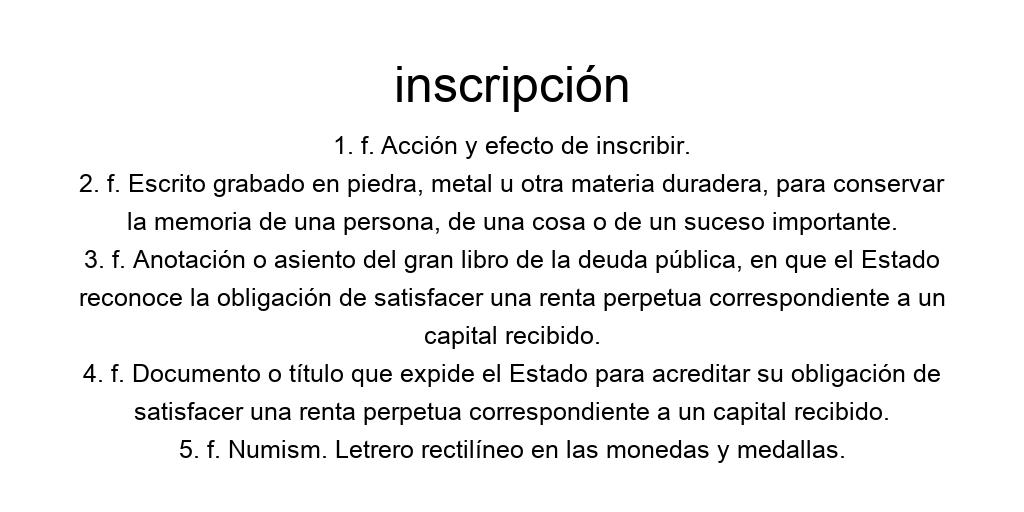 inscripción
1. f. Acción y efecto de inscribir.
2. f. Escrito grabado en piedra, metal u otra materia duradera, para conservar
la memoria de una persona, de una cosa o de un suceso importante.
3. f. Anotación o asiento del gran libro de la deuda pública, en que el Estado
reconoce la obligación de satisfacer una renta perpetua correspondiente a un
capital recibido.
4. f. Documento o título que expide el Estado para acreditar su obligación de
satisfacer una renta perpetua correspondiente a un capital recibido.
5. f. Numism. Letrero rectilíneo en las monedas y medallas.